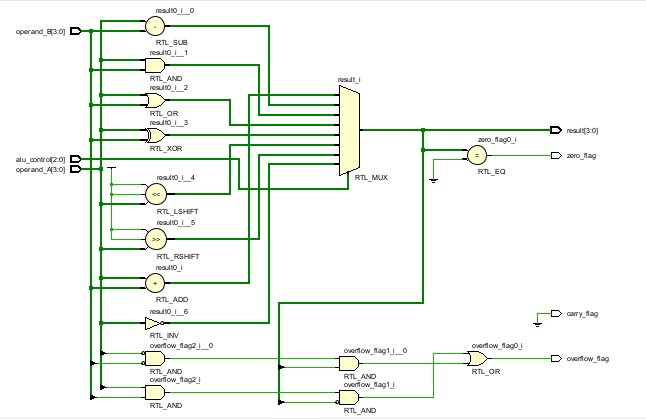 result0_i__0
operand_B[3:0]
-
RTL_SUB
result0_i__1
RTL_AND
result0_i__2
RTL_OR
result0_i__3
RTL_XOR
result_i
RTL_MUX
result[3:0]
zero_flag0_i
=
RTL_EQ
zero_flag
alu_control[2:0]
operand_A[3:0]
result0_i__4
<<
RTL_LSHIFT
result0_i__5
>>
RTL_RSHIFT
result0_i
+
RTL_ADD
result0_i__6
RTL_INV
carry_flag
overflow_flag2_i__0
RTL_AND
overflow_flag1_i__0
RTL_AND
overflow_flag0_i
RTL_OR
overflow_flag
overflow_flag2_i
RTL_AND
overflow_flag1_i
RTL_AND